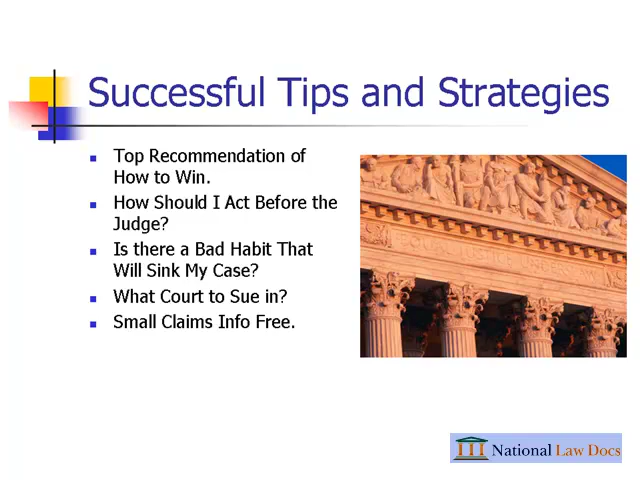 Successful Tips and Strategies
Top Recommendation of
How to Win.
How Should I Act Before the
Judge?
Is there a Bad Habit That
Will Sink My Case?
What Court to Sue in?
Small Claims Info Free.
EQUAL JUSTICE UNDER LAW
National Law Docs